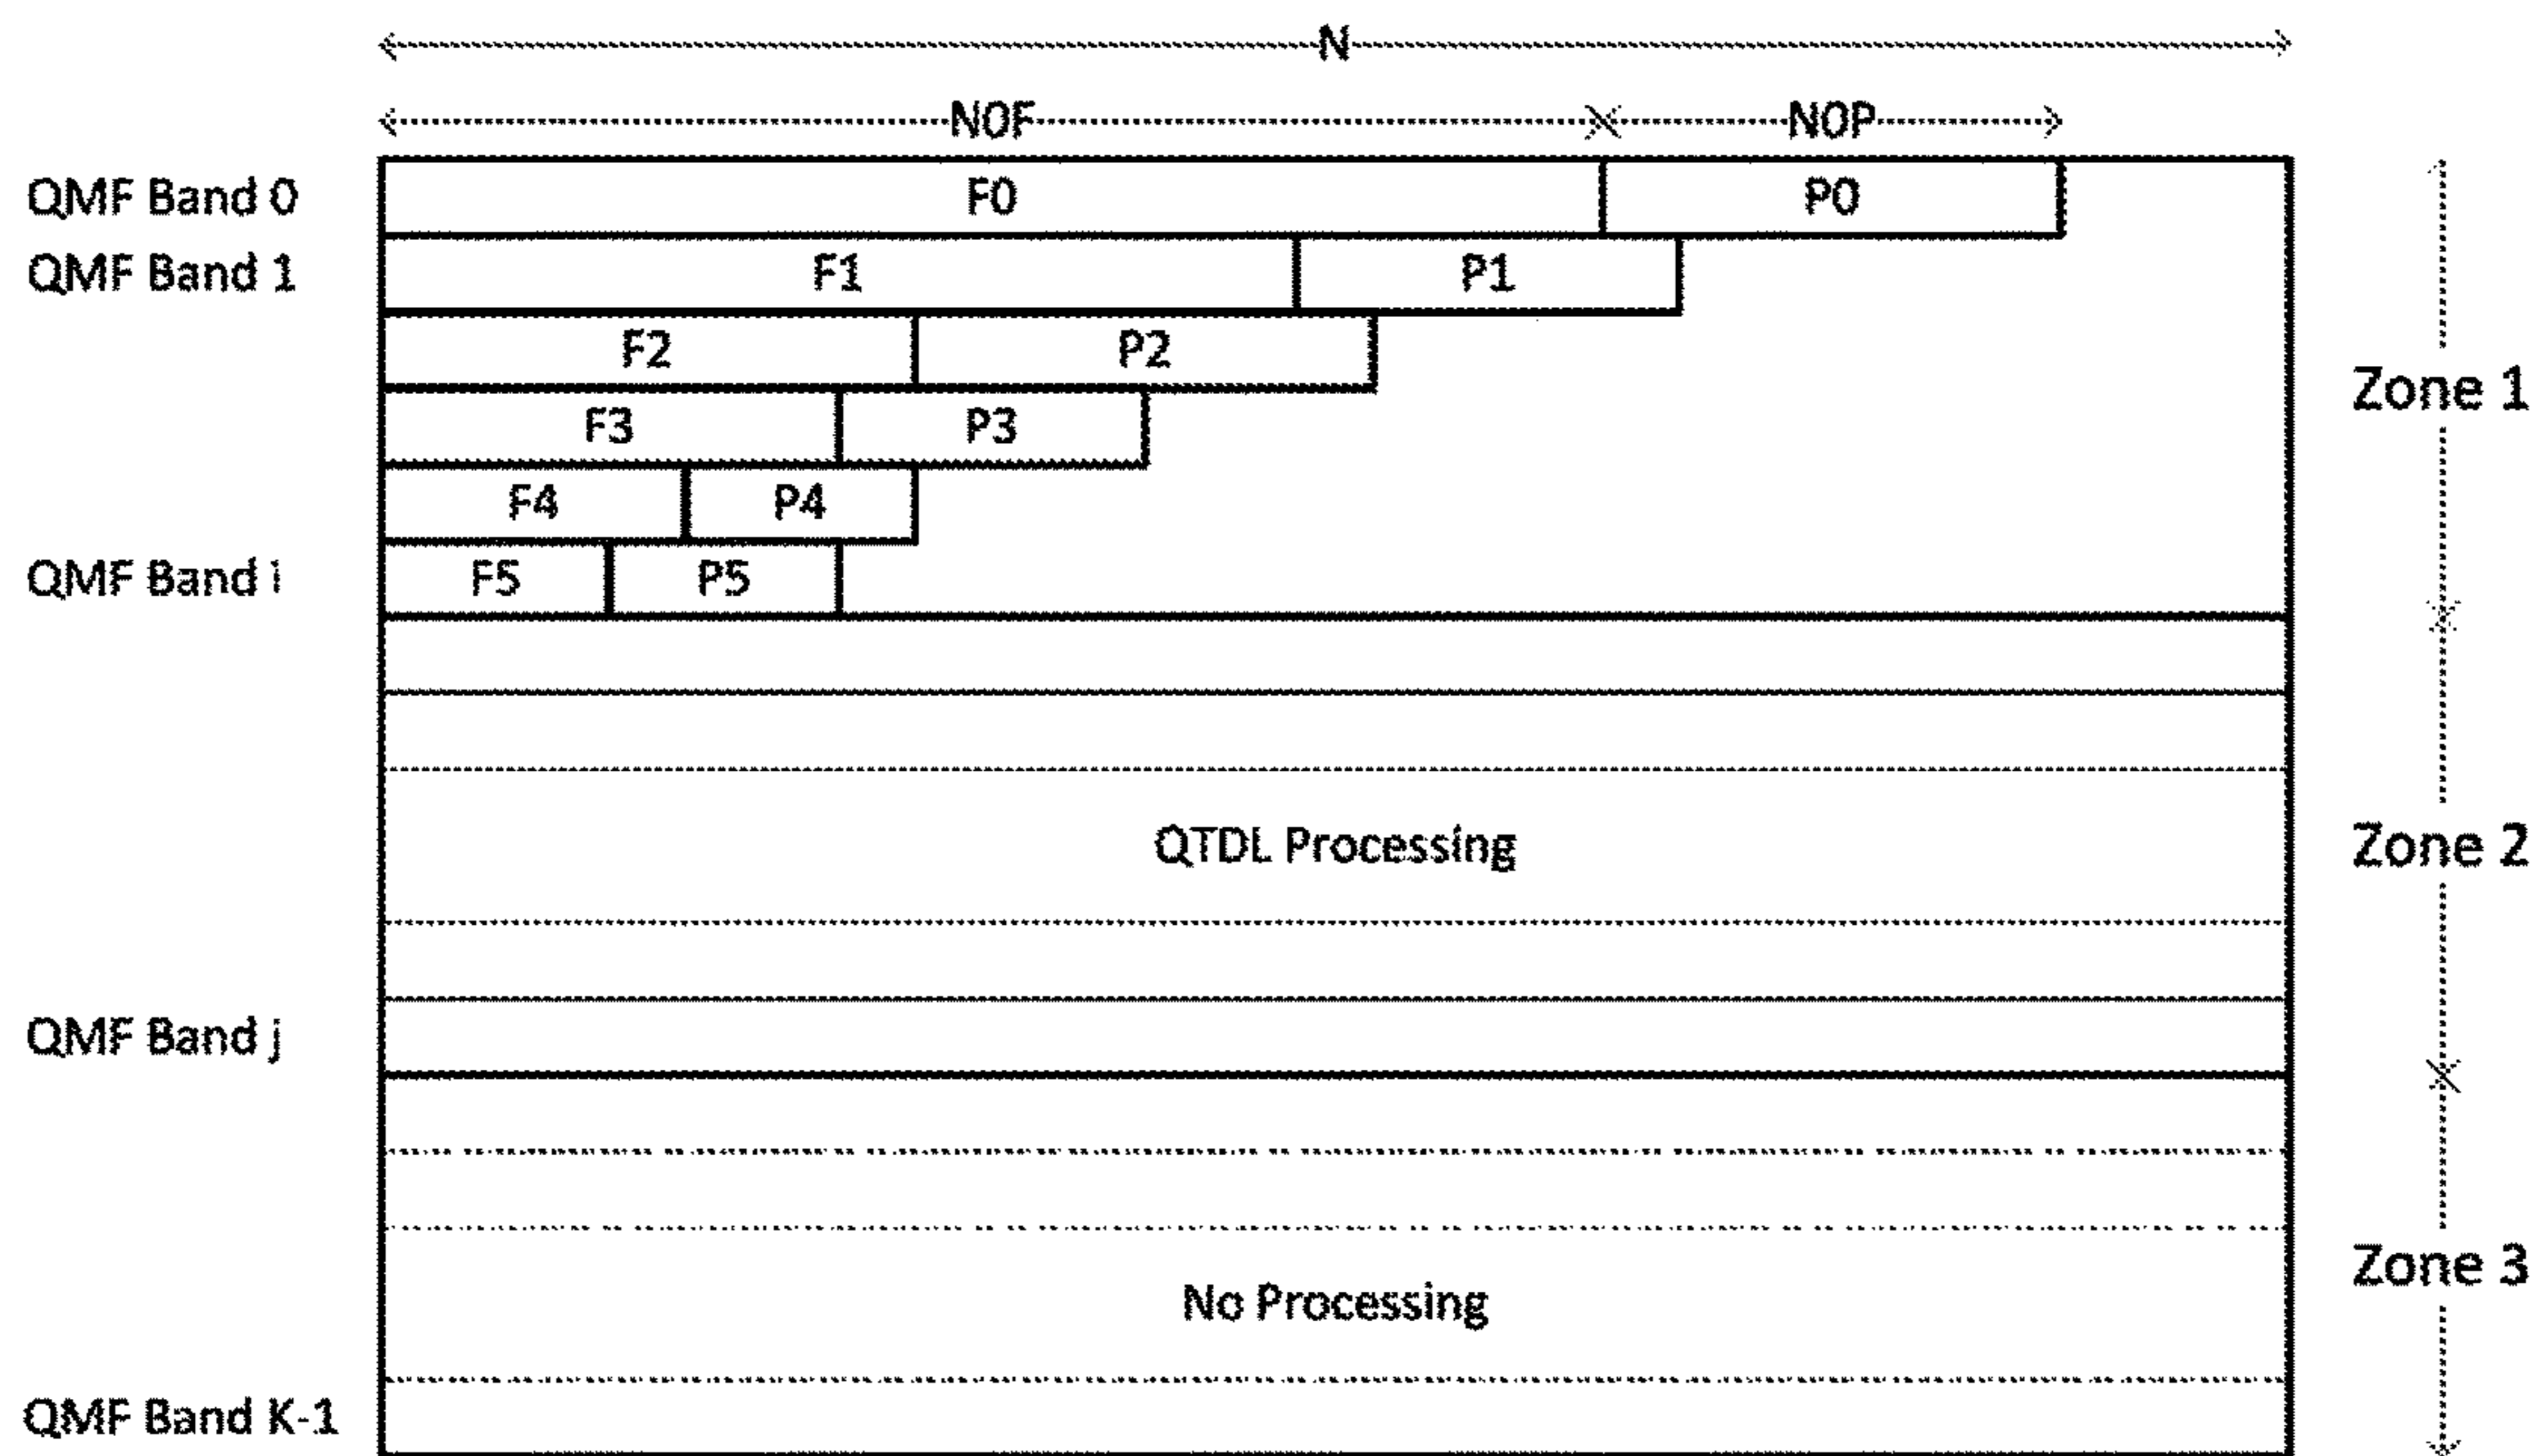 N
NOF NOP
QMF Band 0 F0 P0
QMF Band 1 F1 P1
F2 P2
F3 P3
Zone 1
F4 P4
QMF Band i F5 P5
QTDL Processing
Zone 2
QMF Band j
Zone 3
No Processing
QMF Band K-1